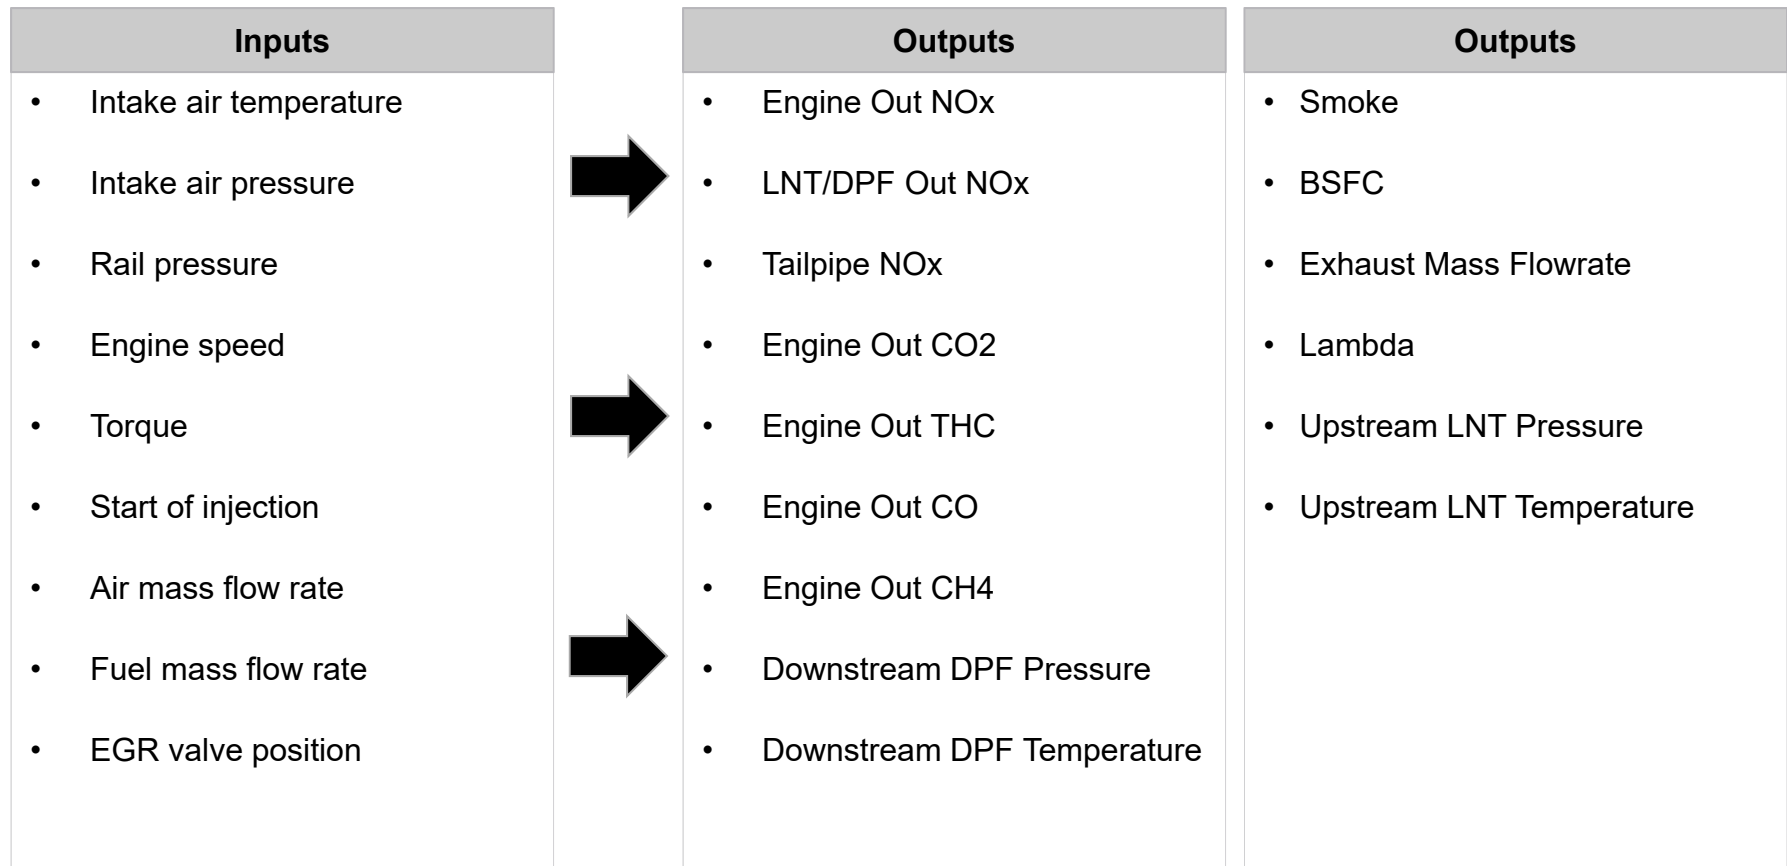 Inputs
• Intake air temperature
• Intake air pressure
• Rail pressure
• Engine speed
• Torque
• Start of injection
• Air mass flow rate
• Fuel mass flow rate
• EGR valve position
Outputs
• Engine Out NOx
• LNT/DPF Out NOx
• Tailpipe NOx
• Engine Out CO2
• Engine Out THC
• Engine Out CO
• Engine Out CH4
• Downstream DPF Pressure
• Downstream DPF Temperature
Outputs
• Smoke
• BSFC
• Exhaust Mass Flowrate
• Lambda
• Upstream LNT Pressure
• Upstream LNT Temperature